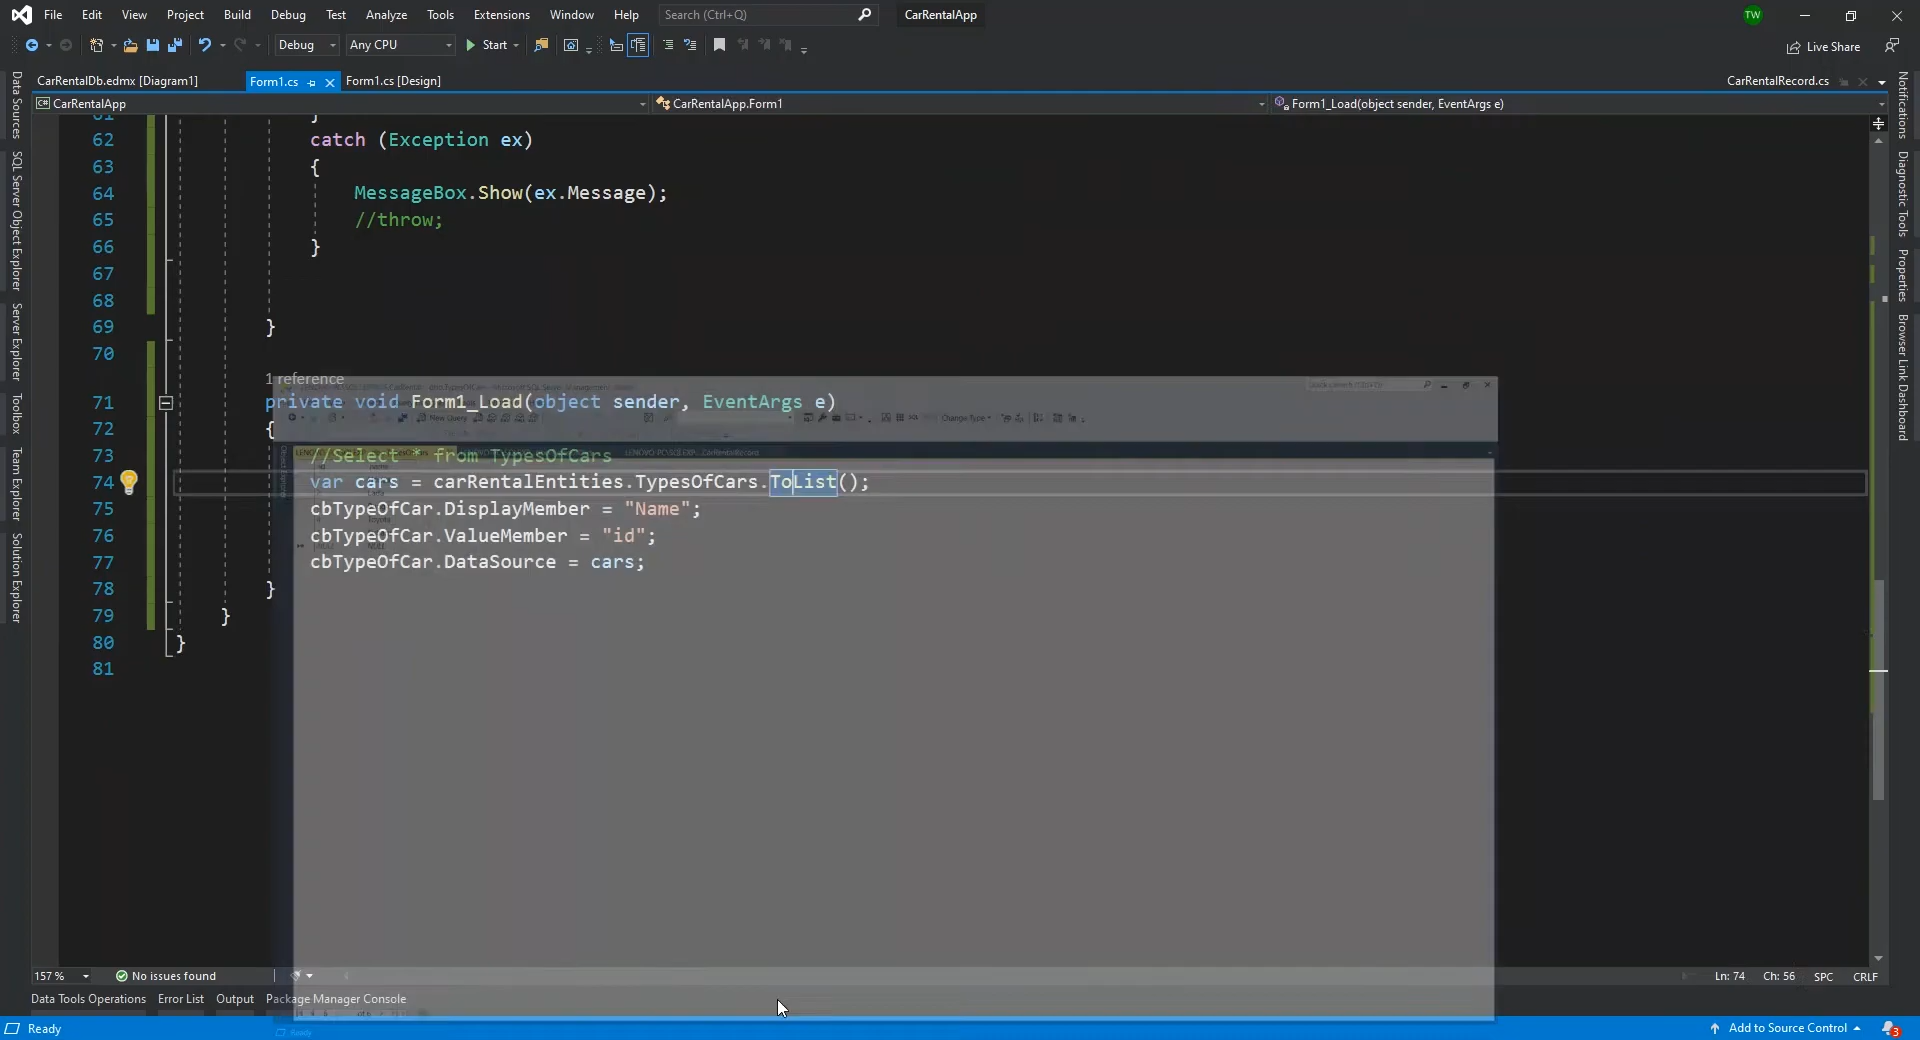 File Edit View Project Build Debug Test Analyze Tools Extensions Window Help Search (Ctrl+Q) CarRentalApp TW
Debug Any CPU Start Live Share
CarRentalDb.edmx [Diagram1] Form1.cs Form1.cs [Design] CarRentalRecord.cs
C# CarRentalApp CarRentalApp.Form1 Form1_Load(object sender, EventArgs e)
Data Sources
SQL Server Object Explorer
Server Explorer
Toolbox
Team Explorer
Solution Explorer
61 }
62 catch (Exception ex)
63 {
64 MessageBox.Show(ex.Message);
65 //throw;
66 }
67
68
69 }
70
1 reference
71 private void Form1_Load(object sender, EventArgs e)
72 {
73 //Select * from TypesOfCars
74 var cars = carRentalEntities.TypesOfCars.ToList();
75 cbTypeOfCar.DisplayMember = "Name";
76 cbTypeOfCar.ValueMember = "id";
77 cbTypeOfCar.DataSource = cars;
78 }
79 }
80 }
81
New Query Change Type
Notifications
Diagnostic Tools
Properties
Browser Link Dashboard
157 % No issues found Ln: 74 Ch: 56 SPC CRLF
Data Tools Operations Error List Output Package Manager Console
Ready Add to Source Control 3
Ready